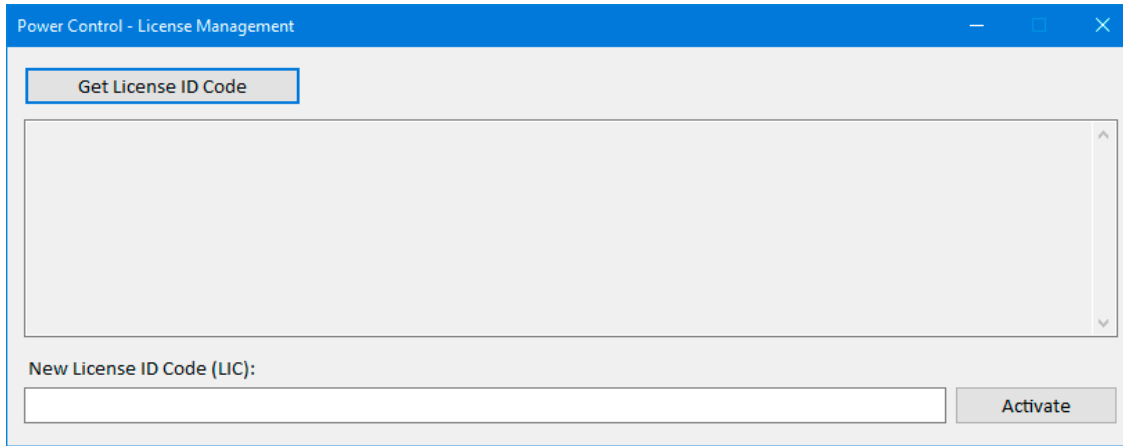 Power Control - License Management
Get License ID Code
New License ID Code (LIC):
Activate